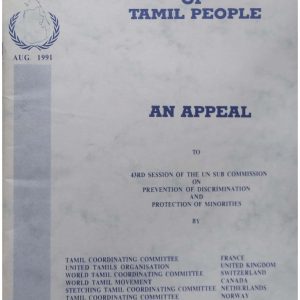 OF
TAMIL PEOPLE
AUG. 1991
AN APPEAL
TO
43RD SESSION OF THE UN SUB COMMISSION
ON
PREVENTION OF DISCRIMINATION
AND
PROTECTION OF MINORITIES
BY
TAMIL COORDINATING COMMITTEE FRANCE
UNITED TAMILS ORGANISATION UNITED KINGDOM
WORLD TAMIL COORDINATING COMMITTEE SWITZERLAND
WORLD TAMIL MOVEMENT CANADA
STETCHING TAMIL COORDINATING COMMITTEE NETHERLANDS
TAMIL COORDINATING COMMITTEE NORWAY